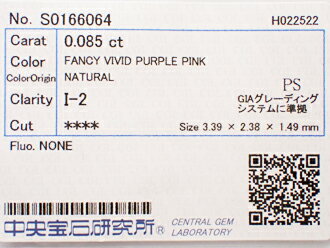 No. S0166064 H022522
Carat 0.085 ct
Color FANCY VIVID PURPLE PINK
ColorOrigin NATURAL
Clarity I-2 PS
GIAグレーディング
システムに準拠
Cut **** Size 3.39 × 2.38 × 1.49 mm
Fluo. NONE
中央宝石研究所® CENTRAL GEM
LABORATORY